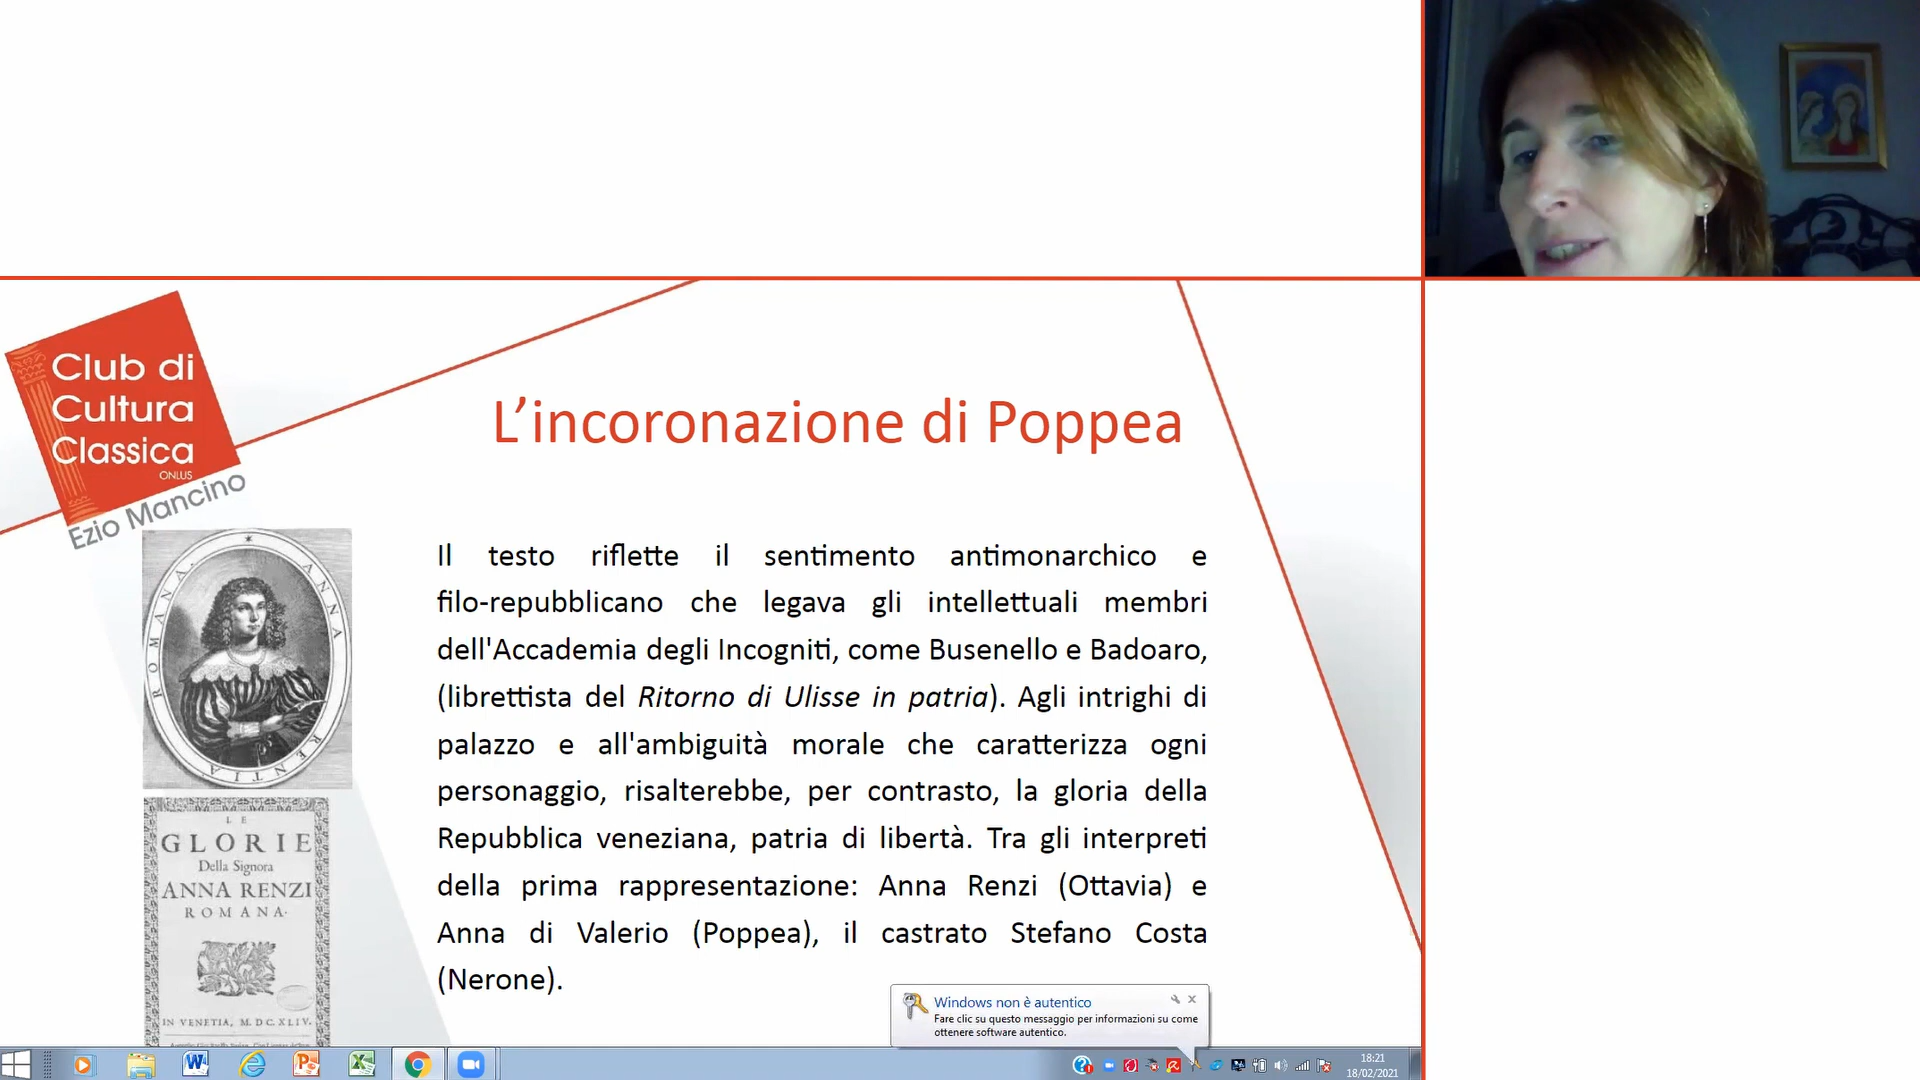 Club di
Cultura
Classica
ONLUS
Ezio Mancino
L’incoronazione di Poppea
ANNA RENTIA ROMANA
Il testo riflette il sentimento antimonarchico e
filo-repubblicano che legava gli intellettuali membri
dell'Accademia degli Incogniti, come Busenello e Badoaro,
(librettista del Ritorno di Ulisse in patria). Agli intrighi di
palazzo e all'ambiguità morale che caratterizza ogni
personaggio, risalterebbe, per contrasto, la gloria della
Repubblica veneziana, patria di libertà. Tra gli interpreti
della prima rappresentazione: Anna Renzi (Ottavia) e
Anna di Valerio (Poppea), il castrato Stefano Costa
(Nerone).
LE
GLORIE
Della Signora
ANNA RENZI
ROMANA.
IN VENETIA, M. DC. XLIV.
Windows non è autentico
Fare clic su questo messaggio per informazioni su come
ottenere software autentico.
18:21
18/02/2021